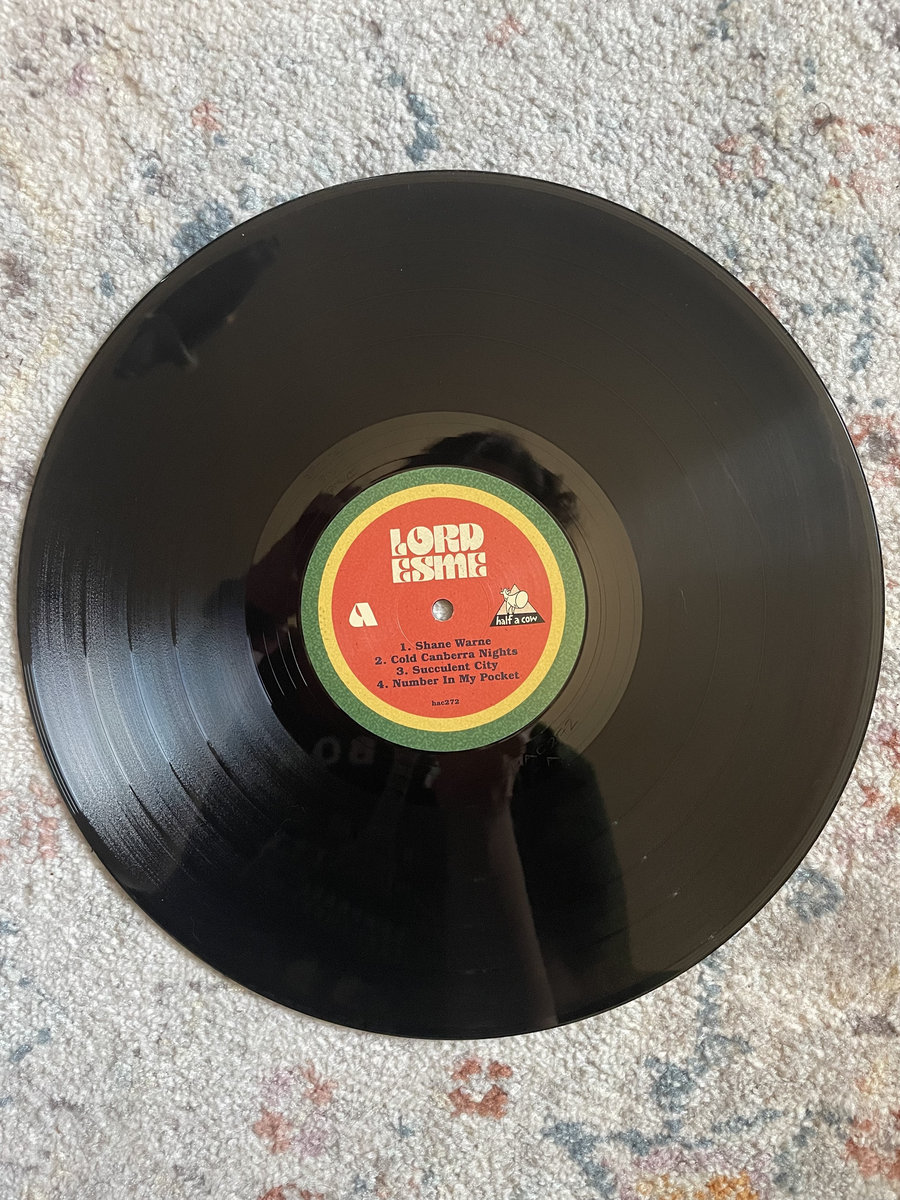 LORD
ESME
A
half a cow
1. Shane Warne
2. Cold Canberra Nights
3. Succulent City
4. Number In My Pocket
hac272